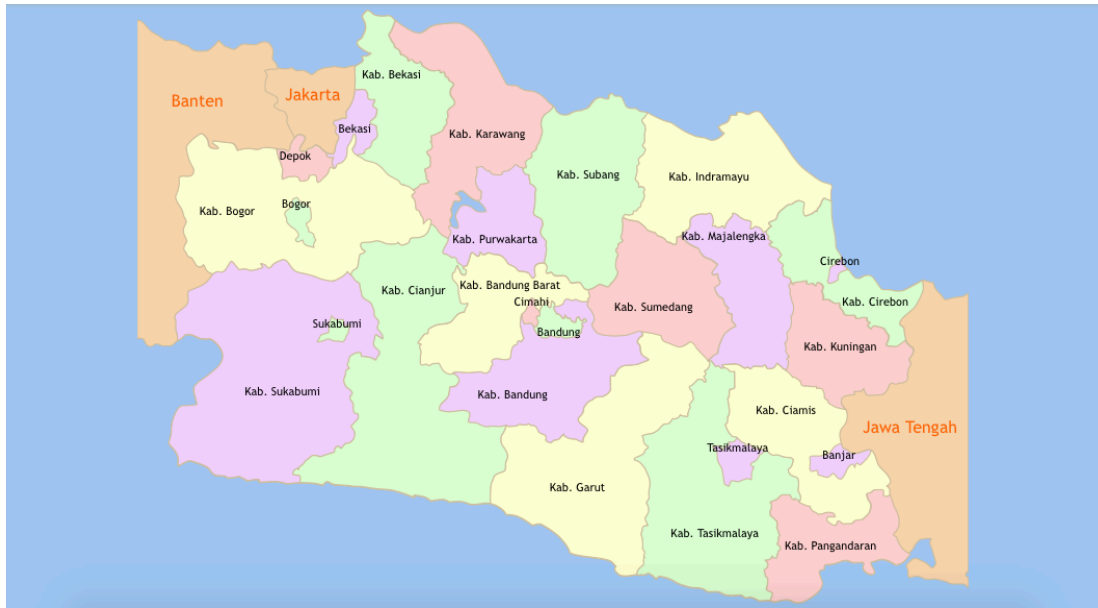 Kab. Bekasi
Banten
Jakarta
Bekasi
Kab. Karawang
Depok
Kab. Subang
Kab. Indramayu
Bogor
Kab. Bogor
Kab. Purwakarta
Kab. Majalengka
Cirebon
Kab. Cianjur
Kab. Bandung Barat
Cimahi
Kab. Sumedang
Kab. Cirebon
Sukabumi
Bandung
Kab. Kuningan
Kab. Sukabumi
Kab. Bandung
Kab. Ciamis
Jawa Tengah
Tasikmalaya
Banjar
Kab. Garut
Kab. Tasikmalaya
Kab. Pangandaran